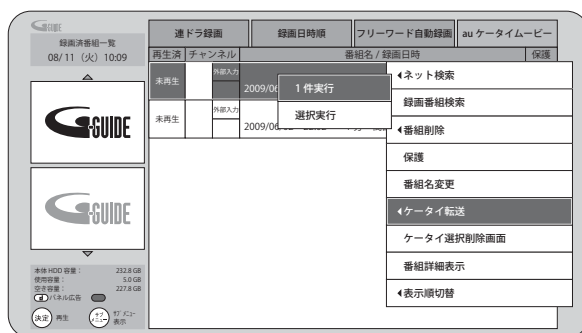 GGUIDE
録画済番組一覧
08/11（火）10:09
連ドラ録画 録画日時順 フリーワード自動録画 au ケータイムービー
再生済 チャンネル 番組名 / 録画日時 保護
未再生 外部入力
2009/06
1 件実行
選択実行
未再生 外部入力
ネット検索
録画番組検索
番組削除
保護
番組名変更
ケータイ転送
ケータイ選択削除画面
番組詳細表示
表示順切替
G-GUIDE
G-GUIDE
本体 HDD 容量： 232.8 GB
使用容量： 5.0 GB
空き容量： 227.8 GB
d パネル広告
決定 再生 サブメニュー サブメニュー表示